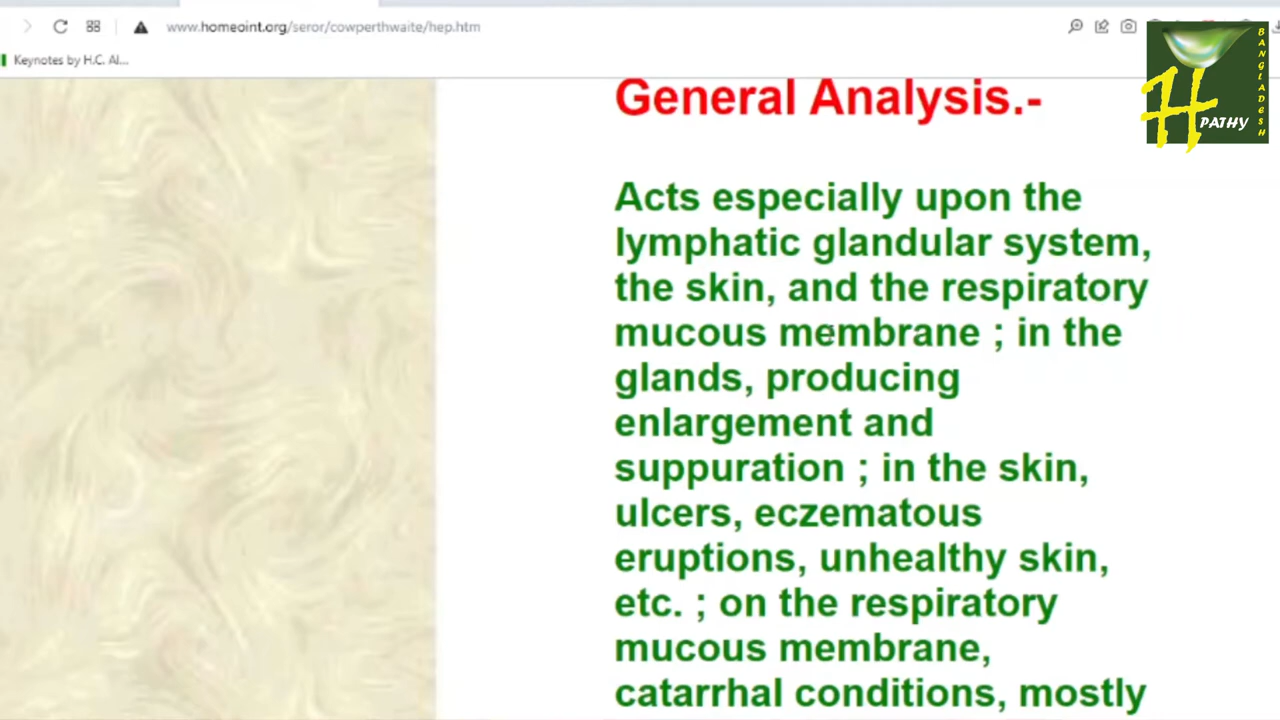 www.homeoint.org/seror/cowperthwaite/hep.htm
Keynotes by H.C. Al...
General Analysis.-
Acts especially upon the
lymphatic glandular system,
the skin, and the respiratory
mucous membrane ; in the
glands, producing
enlargement and
suppuration ; in the skin,
ulcers, eczematous
eruptions, unhealthy skin,
etc. ; on the respiratory
mucous membrane,
catarrhal conditions, mostly
H
PATHY
BANGLADESH